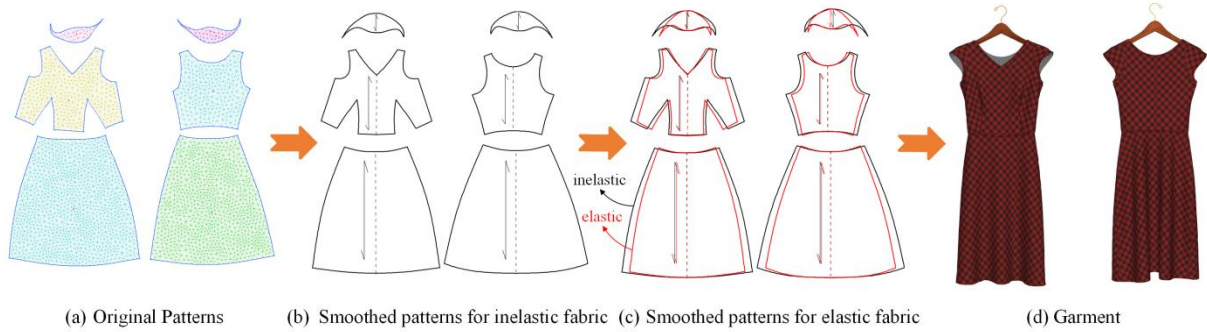 inelastic
elastic
(a) Original Patterns
(b) Smoothed patterns for inelastic fabric
(c) Smoothed patterns for elastic fabric
(d) Garment